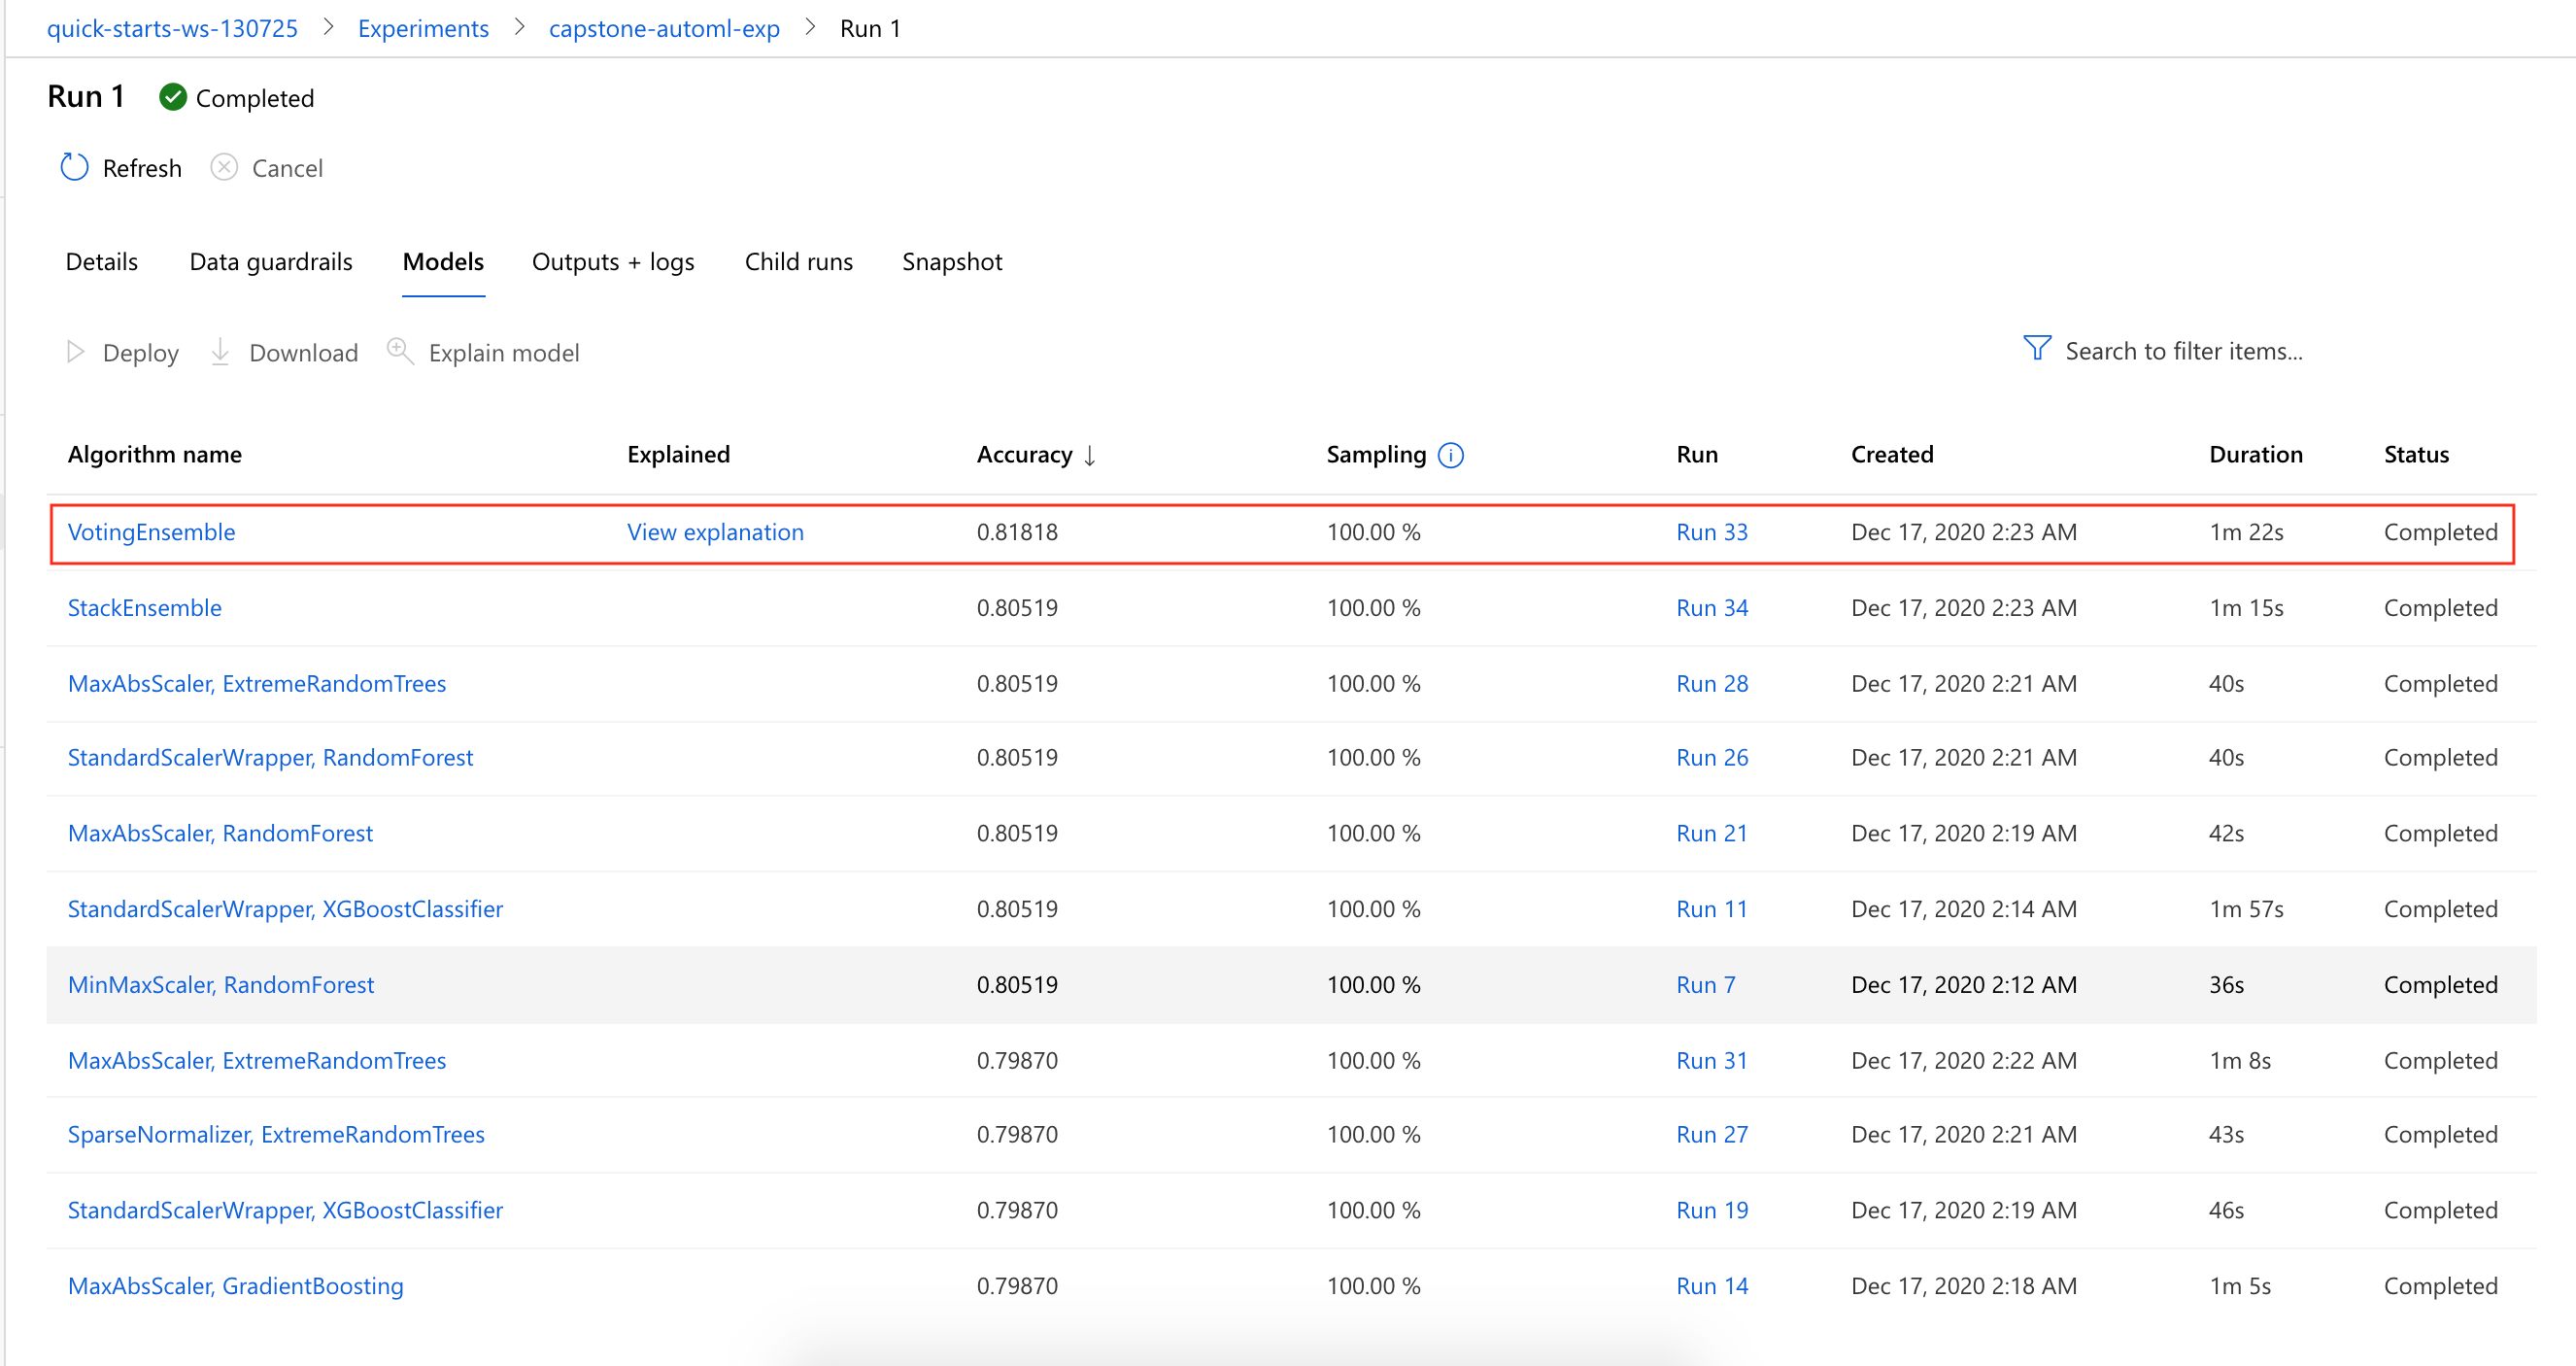 quick-starts-ws-130725 > Experiments > capstone-automl-exp > Run 1
Run 1 Completed
Refresh Cancel
Details Data guardrails Models Outputs + logs Child runs Snapshot
Deploy Download Explain model Search to filter items...
Algorithm name Explained Accuracy ↓ Sampling Run Created Duration Status
VotingEnsemble View explanation 0.81818 100.00 % Run 33 Dec 17, 2020 2:23 AM 1m 22s Completed
StackEnsemble 0.80519 100.00 % Run 34 Dec 17, 2020 2:23 AM 1m 15s Completed
MaxAbsScaler, ExtremeRandomTrees 0.80519 100.00 % Run 28 Dec 17, 2020 2:21 AM 40s Completed
StandardScalerWrapper, RandomForest 0.80519 100.00 % Run 26 Dec 17, 2020 2:21 AM 40s Completed
MaxAbsScaler, RandomForest 0.80519 100.00 % Run 21 Dec 17, 2020 2:19 AM 42s Completed
StandardScalerWrapper, XGBoostClassifier 0.80519 100.00 % Run 11 Dec 17, 2020 2:14 AM 1m 57s Completed
MinMaxScaler, RandomForest 0.80519 100.00 % Run 7 Dec 17, 2020 2:12 AM 36s Completed
MaxAbsScaler, ExtremeRandomTrees 0.79870 100.00 % Run 31 Dec 17, 2020 2:22 AM 1m 8s Completed
SparseNormalizer, ExtremeRandomTrees 0.79870 100.00 % Run 27 Dec 17, 2020 2:21 AM 43s Completed
StandardScalerWrapper, XGBoostClassifier 0.79870 100.00 % Run 19 Dec 17, 2020 2:19 AM 46s Completed
MaxAbsScaler, GradientBoosting 0.79870 100.00 % Run 14 Dec 17, 2020 2:18 AM 1m 5s Completed